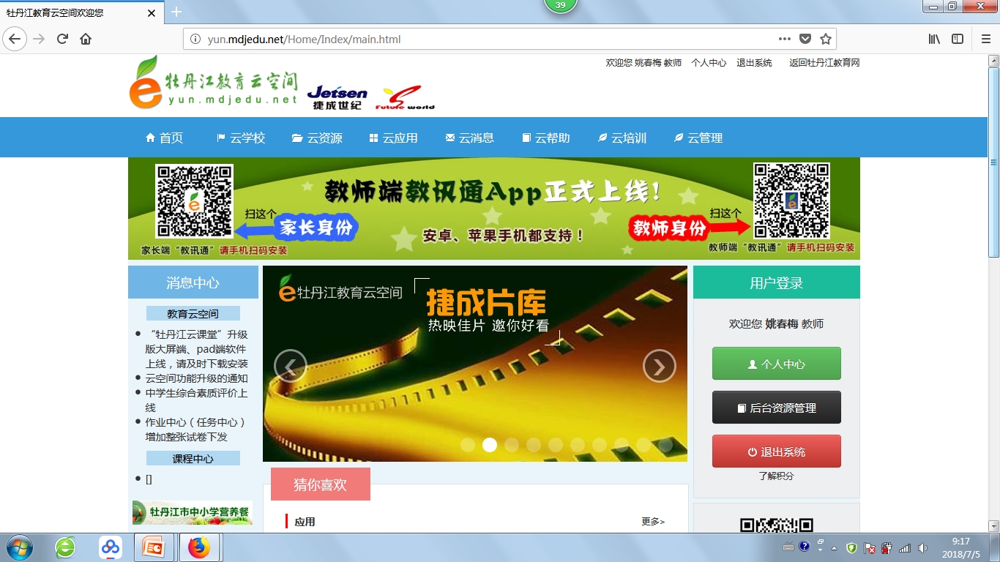 39
牡丹江教育云空间欢迎您
yun.mdjedu.net/Home/Index/main.html
欢迎您 姚春梅 教师 个人中心 退出系统 返回牡丹江教育网
牡丹江教育云空间
yun.mdjedu.net
Jetsen
捷成世纪
Future world
首页 云学校 云资源 云应用 云消息 云帮助 云培训 云管理
教师端教讯通App正式上线!
扫这个
家长身份
安卓、苹果手机都支持！
教师身份
扫这个
家长端“教讯通”请手机扫码安装
教师端“教讯通”请手机扫码安装
消息中心
教育云空间
“牡丹江云课堂”升级
版大屏端、pad端软件
上线，请及时下载安装
云空间功能升级的通知
中学生综合素质评价上
线
作业中心（任务中心）
增加整张试卷下发
课程中心
[]
牡丹江市中小学营养餐
牡丹江教育云空间
捷成片库
热映佳片 邀你好看
猜你喜欢
应用
更多>
用户登录
欢迎您 姚春梅 教师
个人中心
后台资源管理
退出系统
了解积分
9:17
2018/7/5